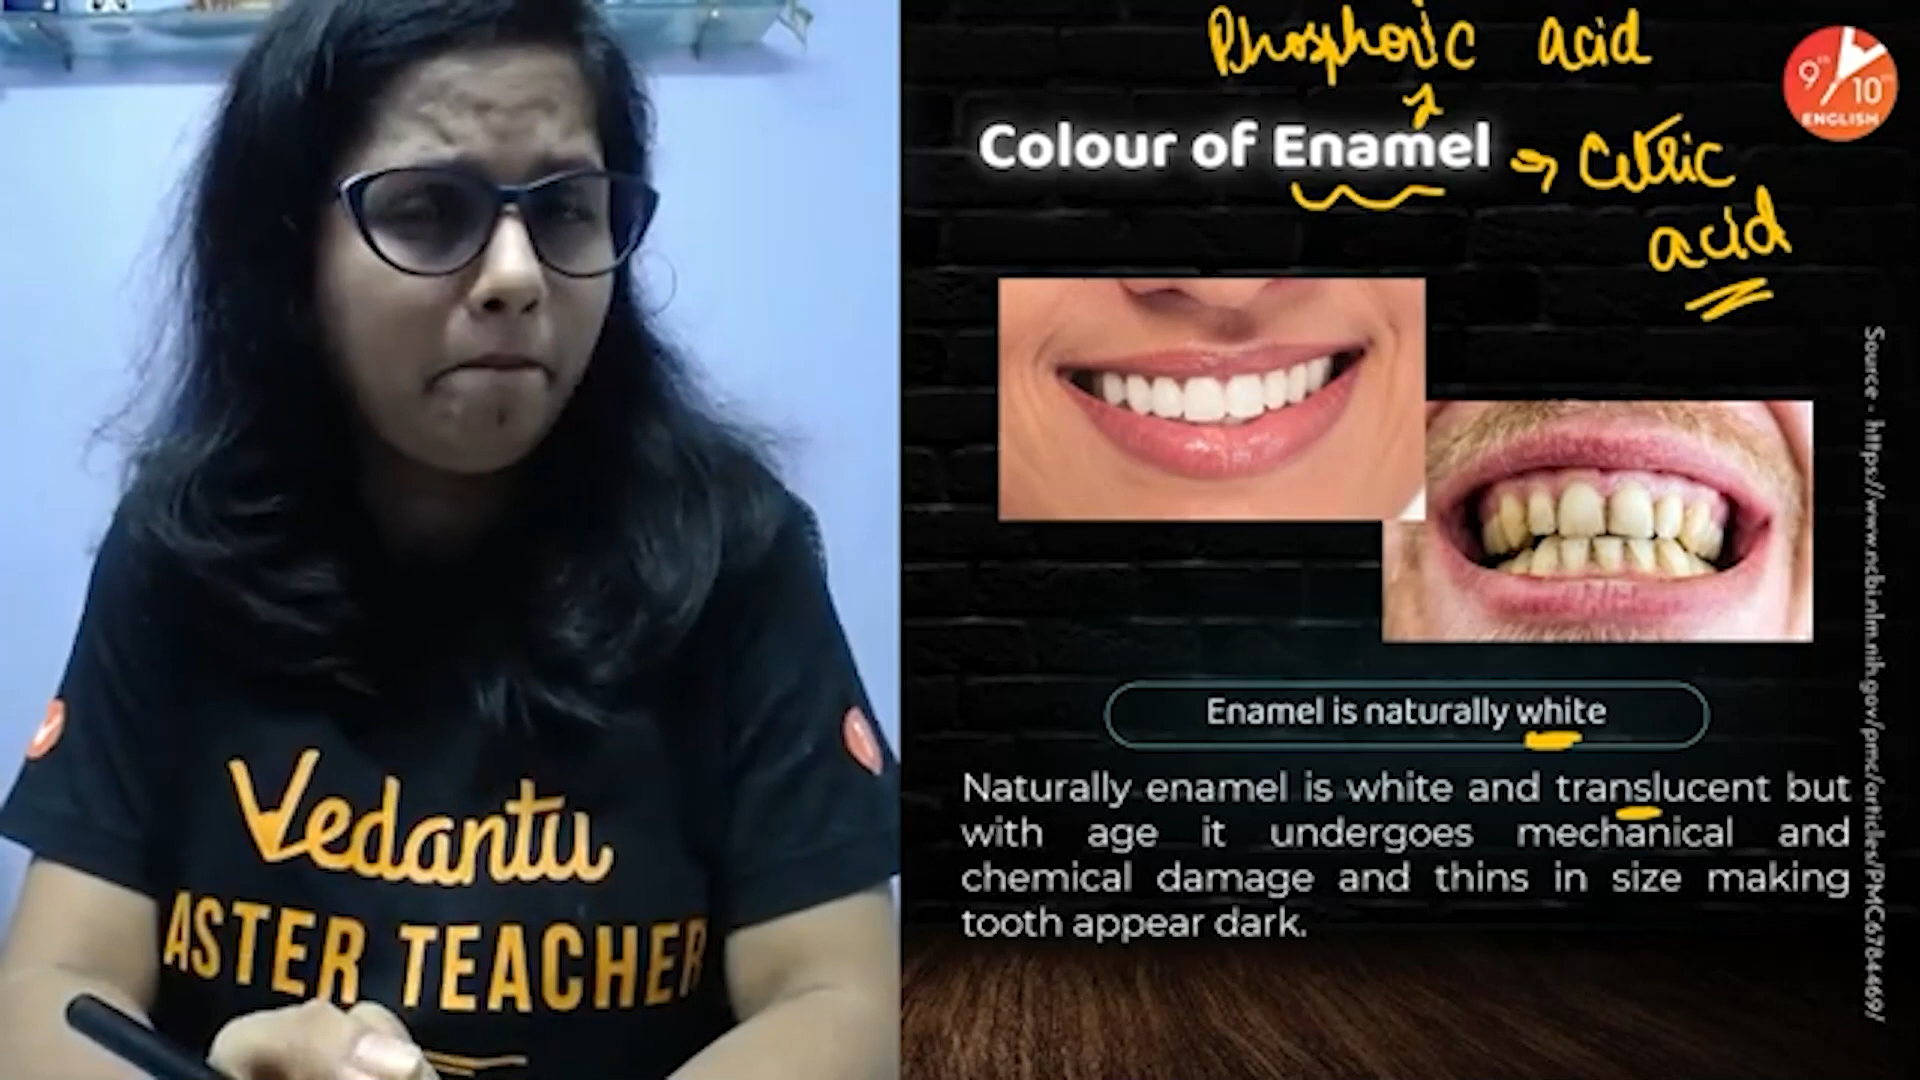 Phosphoric acid
9th/10th
ENGLISH
Colour of Enamel
Citric
acid
Enamel is naturally white
Naturally enamel is white and translucent but
with age it undergoes mechanical and
chemical damage and thins in size making
tooth appear dark.
Source - https://www.ncbi.nlm.nih.gov/pmc/articles/PMC6784469/
Vedantu
ASTER TEACHER